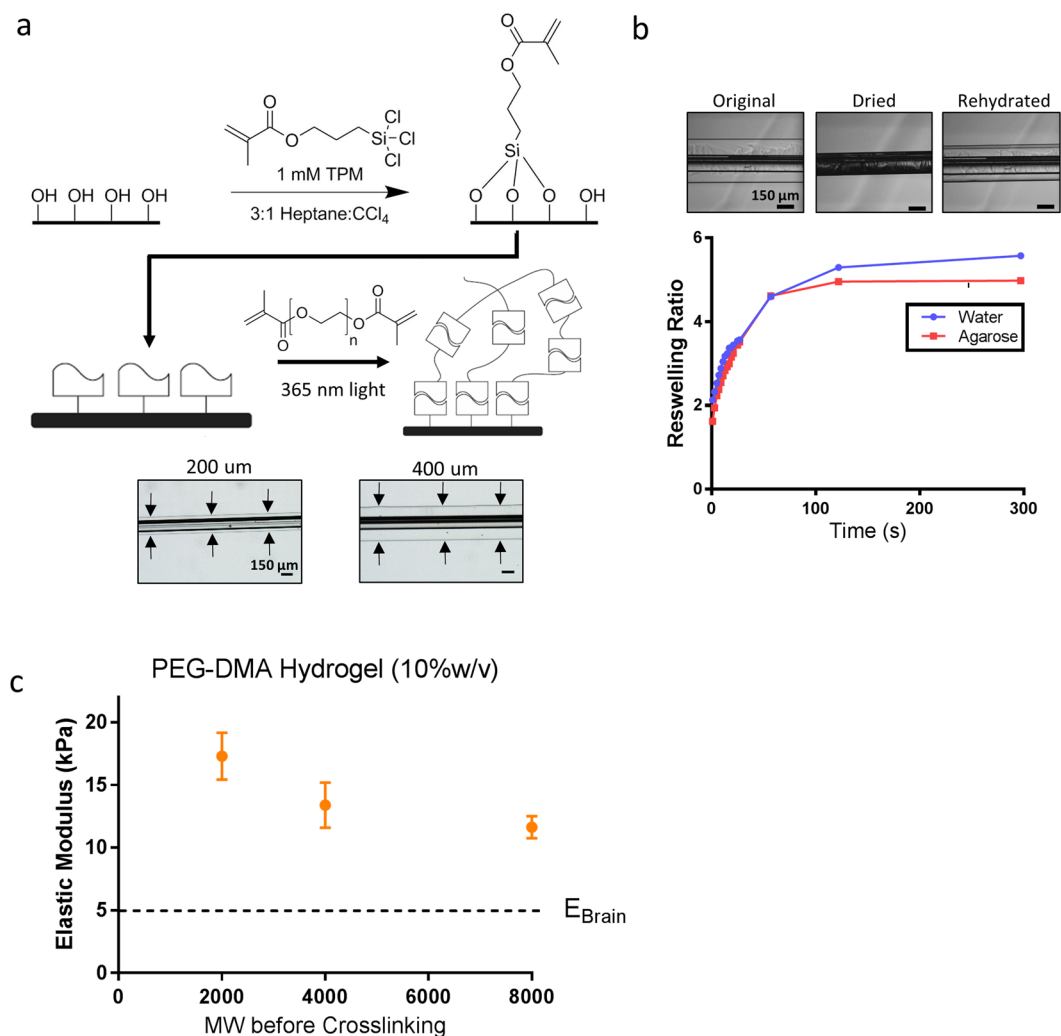 a
O
O
Si
Cl
Cl
Cl
1 mM TPM
3:1 Heptane:CCl4
OH OH OH OH
O
O
Si
O O O OH
O
O
O
O
n
365 nm light
200 um
400 um
150 µm
b
Original Dried Rehydrated
150 µm
Reswelling Ratio
6
4
2
0
Water
Agarose
0 100 200 300
Time (s)
c
PEG-DMA Hydrogel (10%w/v)
Elastic Modulus (kPa)
20
15
10
5
0
EBrain
0 2000 4000 6000 8000
MW before Crosslinking